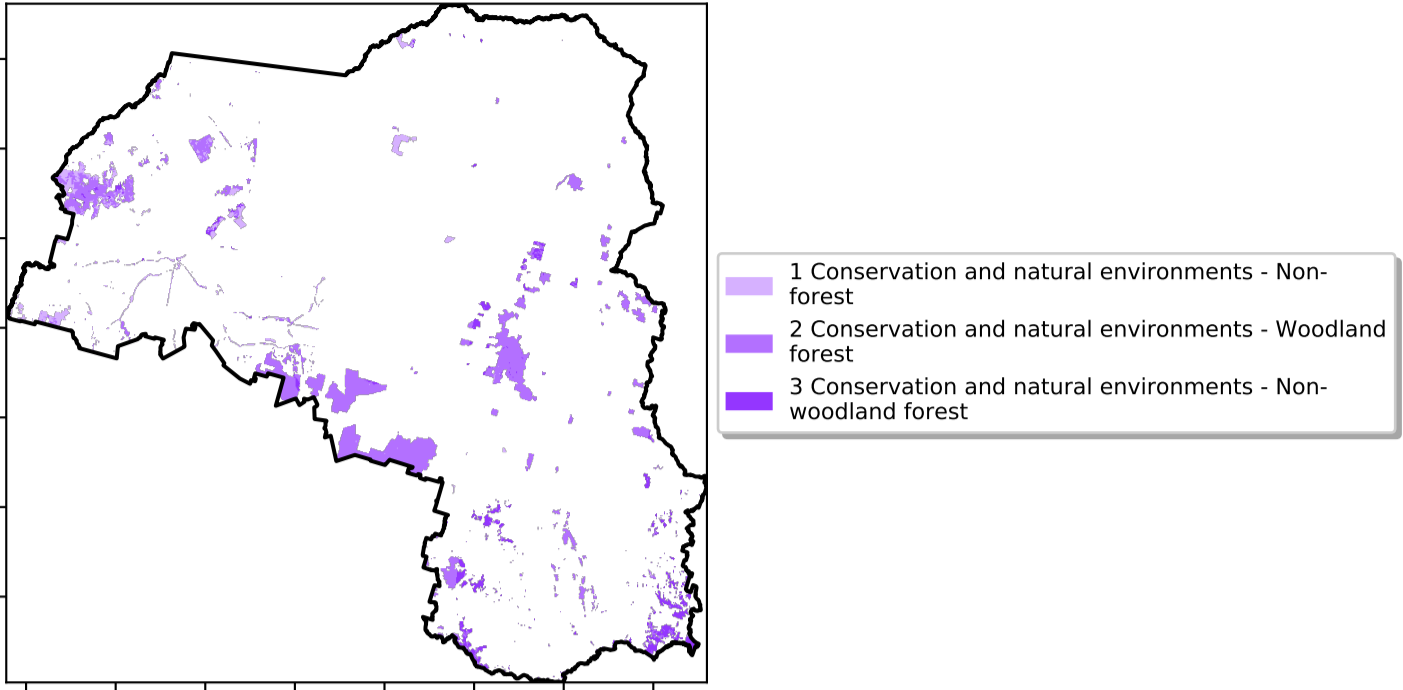 1 Conservation and natural environments - Non-
forest
2 Conservation and natural environments - Woodland
forest
3 Conservation and natural environments - Non-
woodland forest